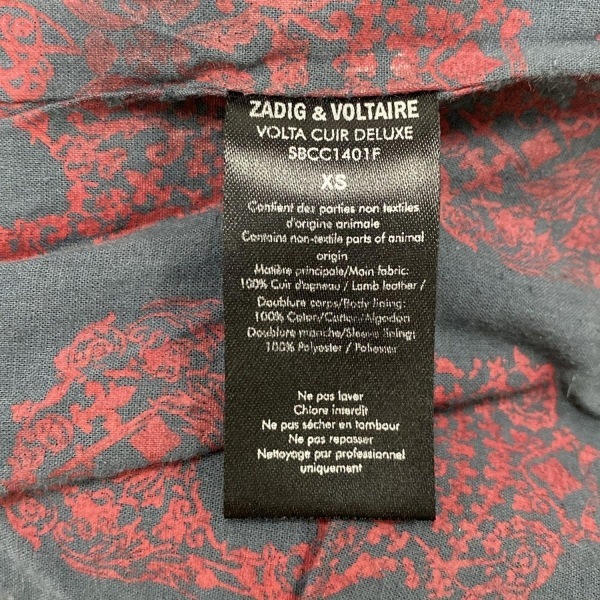 ZADIG & VOLTAIRE
VOLTA CUIR DELUXE
SBCC1401F
XS
Contient des parties non textiles
d'origine animale
Contains non-textile parts of animal
origin
Matière principale/Main fabric:
100% Cuir d'agneau / Lamb leather /
Doublure corps/Body lining:
100% Coton/Cotton/Algodon
Doublure manche/Sleeve lining:
100% Polyester / Poliester
Ne pas laver
Chlore interdit
Ne pas sécher en tambour
Ne pas repasser
Nettoyage par professionnel
uniquement